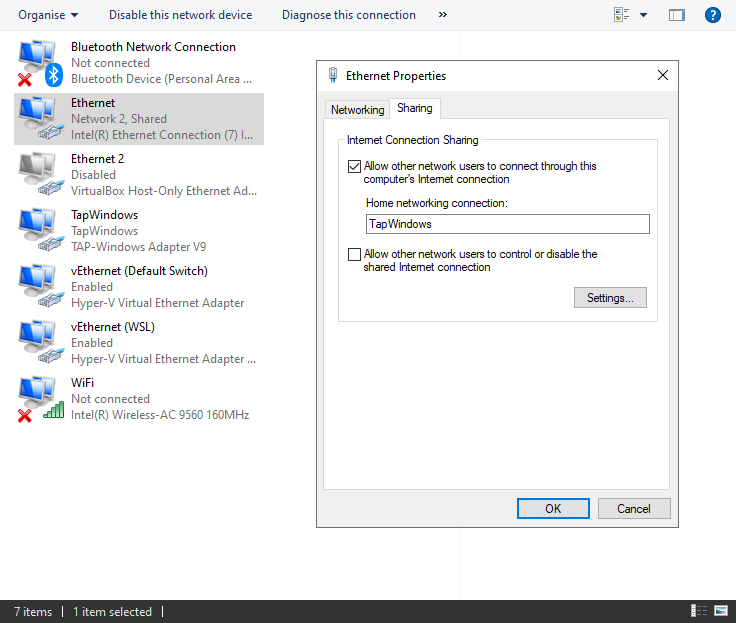 Organise
Disable this network device
Diagnose this connection
»
?
Bluetooth Network Connection
Not connected
Bluetooth Device (Personal Area ...
Ethernet
Network 2, Shared
Intel(R) Ethernet Connection (7) I...
Ethernet 2
Disabled
VirtualBox Host-Only Ethernet Ad...
TapWindows
TapWindows
TAP-Windows Adapter V9
vEthernet (Default Switch)
Enabled
Hyper-V Virtual Ethernet Adapter
vEthernet (WSL)
Enabled
Hyper-V Virtual Ethernet Adapter ...
WiFi
Not connected
Intel(R) Wireless-AC 9560 160MHz
Ethernet Properties
Networking
Sharing
Internet Connection Sharing
Allow other network users to connect through this
computer's Internet connection
Home networking connection:
TapWindows
Allow other network users to control or disable the
shared Internet connection
Settings...
OK
Cancel
7 items
1 item selected